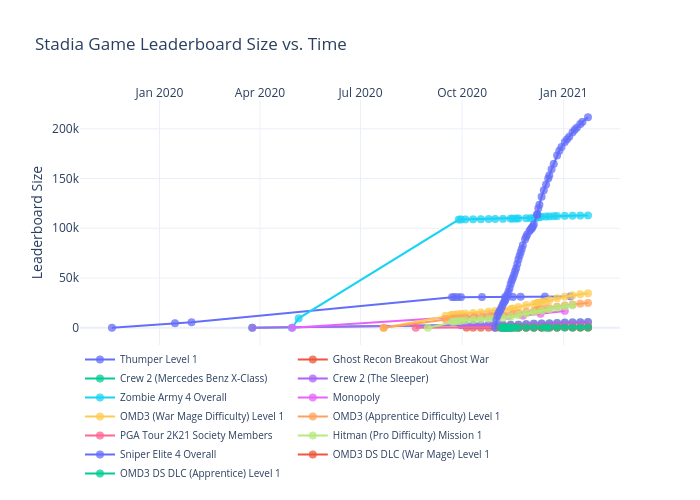 Stadia Game Leaderboard Size vs. Time
Jan 2020 Apr 2020 Jul 2020 Oct 2020 Jan 2021
200k
150k
100k
50k
0
Leaderboard Size
Thumper Level 1 Ghost Recon Breakout Ghost War
Crew 2 (Mercedes Benz X-Class) Crew 2 (The Sleeper)
Zombie Army 4 Overall Monopoly
OMD3 (War Mage Difficulty) Level 1 OMD3 (Apprentice Difficulty) Level 1
PGA Tour 2K21 Society Members Hitman (Pro Difficulty) Mission 1
Sniper Elite 4 Overall OMD3 DS DLC (War Mage) Level 1
OMD3 DS DLC (Apprentice) Level 1